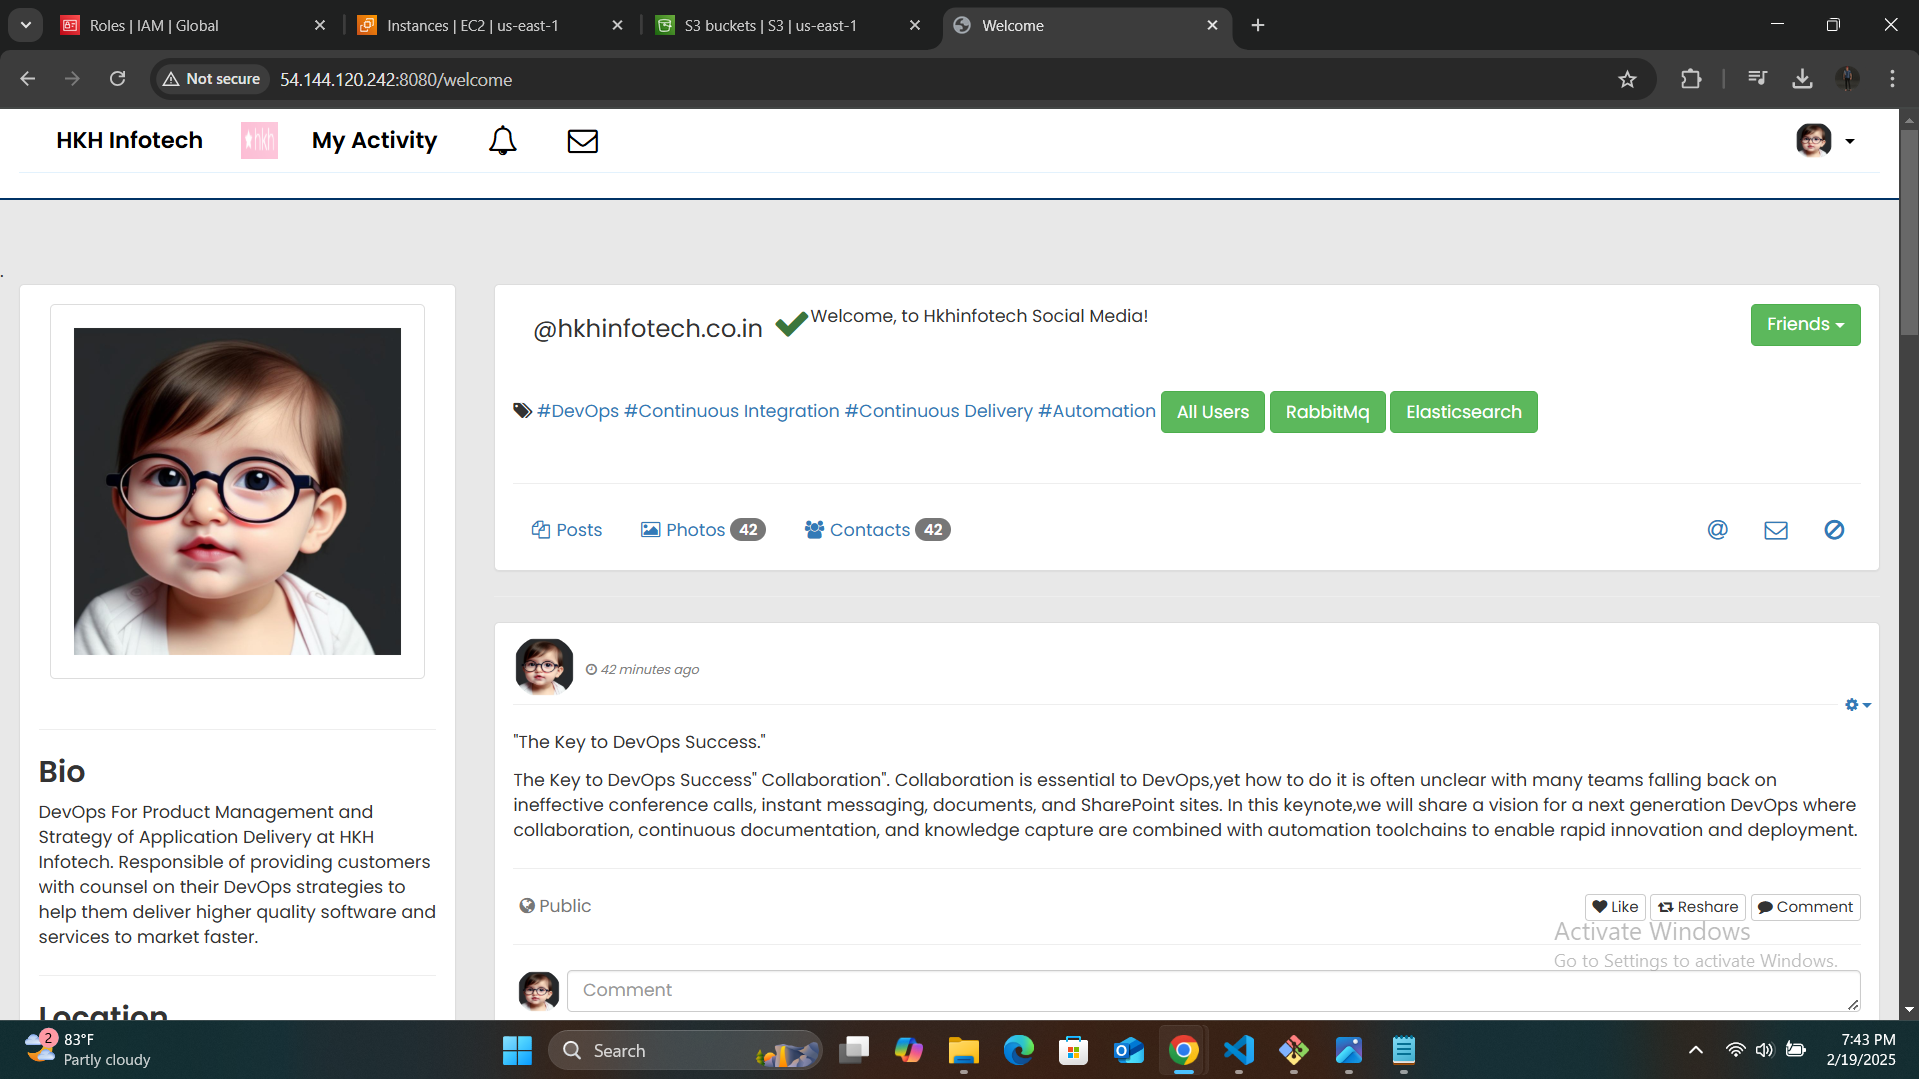 Roles | IAM | Global
Instances | EC2 | us-east-1
S3 buckets | S3 | us-east-1
Welcome
Not secure
54.144.120.242:8080/welcome
HKH Infotech
hkh
My Activity
.
@hkhinfotech.co.in
Welcome, to Hkhinfotech Social Media!
Friends
#DevOps #Continuous Integration #Continuous Delivery #Automation
All Users
RabbitMq
Elasticsearch
Posts
Photos 42
Contacts 42
@
42 minutes ago
"The Key to DevOps Success."
The Key to DevOps Success" Collaboration". Collaboration is essential to DevOps,yet how to do it is often unclear with many teams falling back on
ineffective conference calls, instant messaging, documents, and SharePoint sites. In this keynote,we will share a vision for a next generation DevOps where
collaboration, continuous documentation, and knowledge capture are combined with automation toolchains to enable rapid innovation and deployment.
Public
Like
Reshare
Comment
Comment
Bio
DevOps For Product Management and
Strategy of Application Delivery at HKH
Infotech. Responsible of providing customers
with counsel on their DevOps strategies to
help them deliver higher quality software and
services to market faster.
Location
Activate Windows
Go to Settings to activate Windows.
2
83°F
Partly cloudy
Search
7:43 PM
2/19/2025